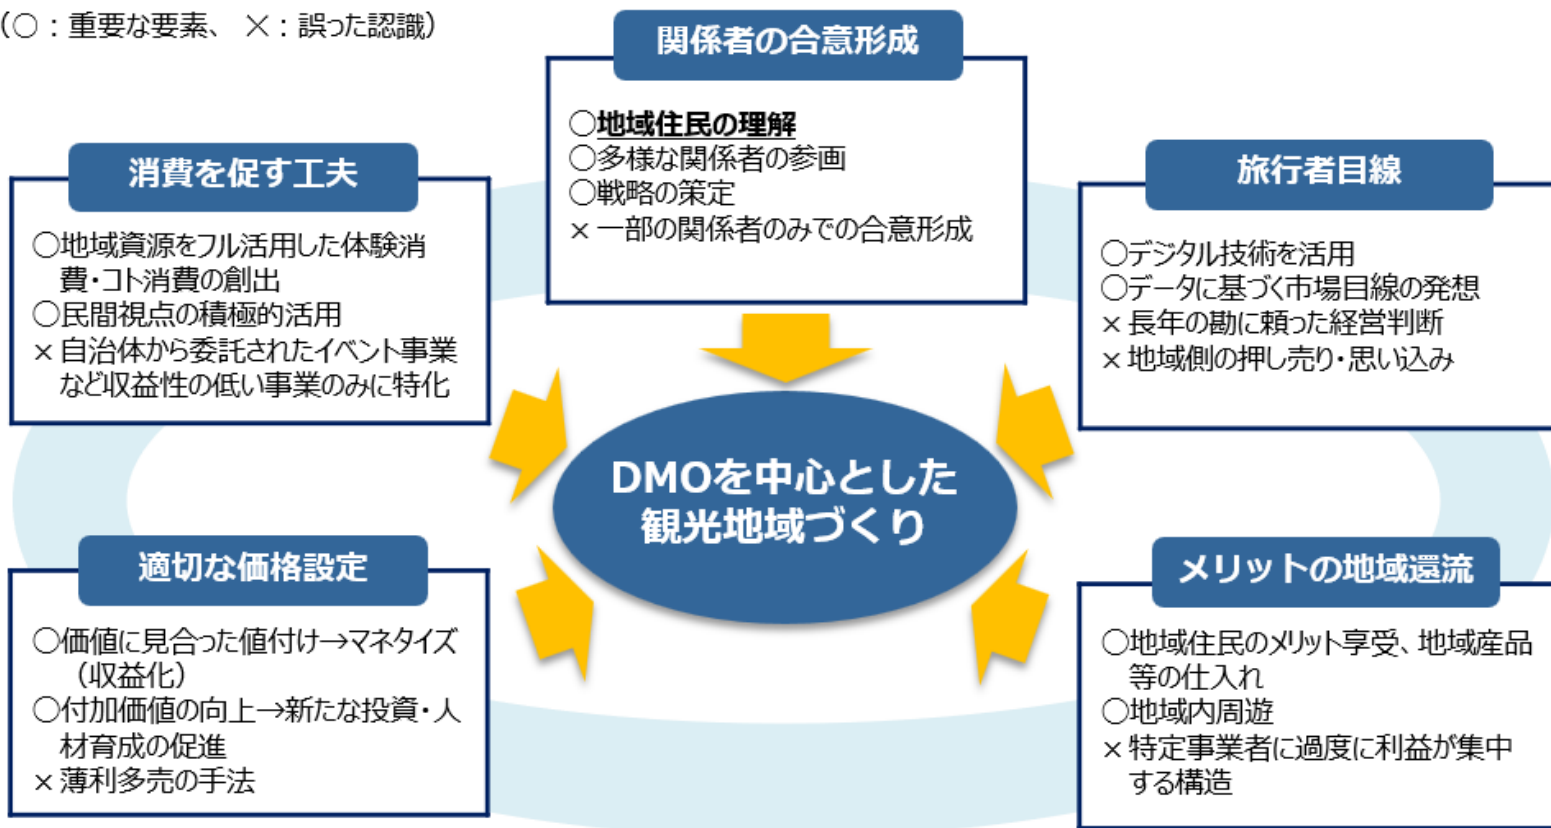 (○：重要な要素、 ×：誤った認識)
関係者の合意形成
○地域住民の理解
○多様な関係者の参画
○戦略の策定
× 一部の関係者のみでの合意形成
消費を促す工夫
○地域資源をフル活用した体験消
費・コト消費の創出
○民間視点の積極的活用
× 自治体から委託されたイベント事業
など収益性の低い事業のみに特化
旅行者目線
○デジタル技術を活用
○データに基づく市場目線の発想
× 長年の勘に頼った経営判断
× 地域側の押し売り・思い込み
DMOを中心とした
観光地域づくり
適切な価格設定
○価値に見合った値付け→マネタイズ
（収益化）
○付加価値の向上→新たな投資・人
材育成の促進
× 薄利多売の手法
メリットの地域還流
○地域住民のメリット享受、地域産品
等の仕入れ
○地域内周遊
× 特定事業者に過度に利益が集中
する構造